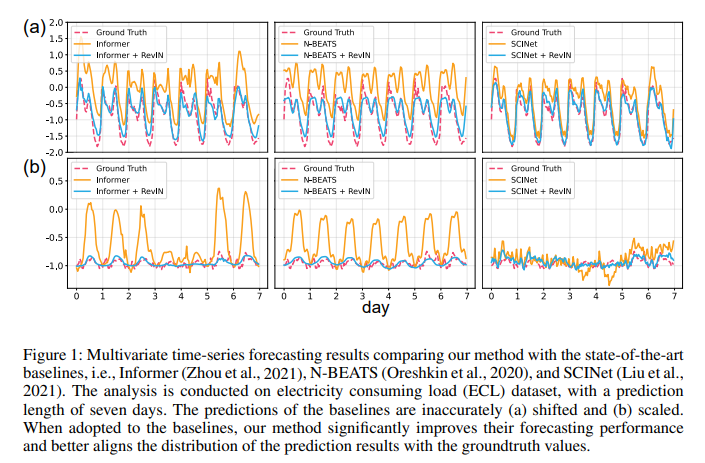 (a)
2.0
1.5
1.0
0.5
0.0
-0.5
-1.0
-1.5
-2.0
Ground Truth
Informer
Informer + RevIN
Ground Truth
N-BEATS
N-BEATS + RevIN
Ground Truth
SCINet
SCINet + RevIN
(b)
0.5
0.0
-0.5
-1.0
Ground Truth
Informer
Informer + RevIN
Ground Truth
N-BEATS
N-BEATS + RevIN
Ground Truth
SCINet
SCINet + RevIN
0 1 2 3 4 5 6 7
0 1 2 3 4 5 6 7
0 1 2 3 4 5 6 7
day
Figure 1: Multivariate time-series forecasting results comparing our method with the state-of-the-art
baselines, i.e., Informer (Zhou et al., 2021), N-BEATS (Oreshkin et al., 2020), and SCINet (Liu et al.,
2021). The analysis is conducted on electricity consuming load (ECL) dataset, with a prediction
length of seven days. The predictions of the baselines are inaccurately (a) shifted and (b) scaled.
When adopted to the baselines, our method significantly improves their forecasting performance
and better aligns the distribution of the prediction results with the groundtruth values.